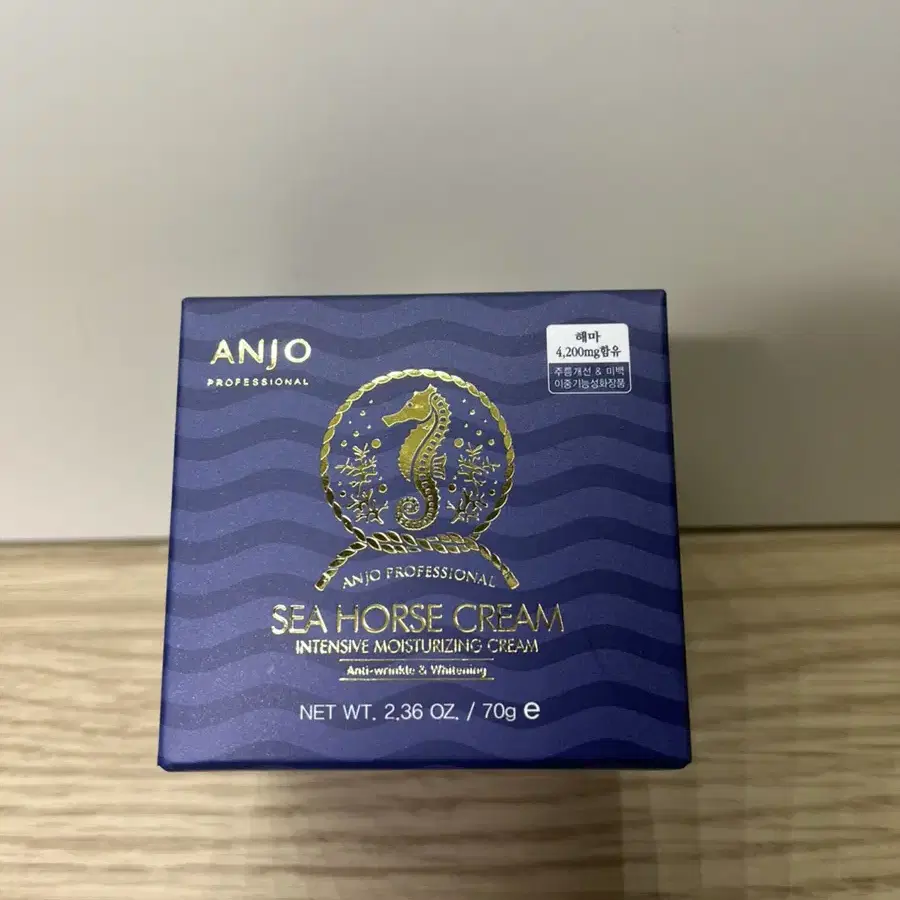 ANJO
PROFESSIONAL
해마
4,200mg함유
주름개선 & 미백
이중기능성화장품
ANJO PROFESSIONAL
SEA HORSE CREAM
INTENSIVE MOISTURIZING CREAM
Anti-wrinkle & Whitening
NET WT. 2.36 OZ. / 70g ℮